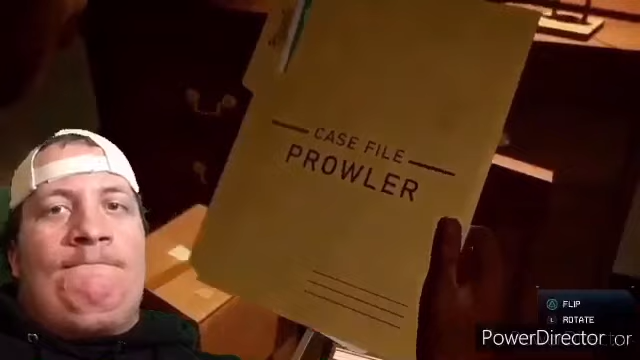 CASE FILE
PROWLER
FLIP
L ROTATE
PowerDirector